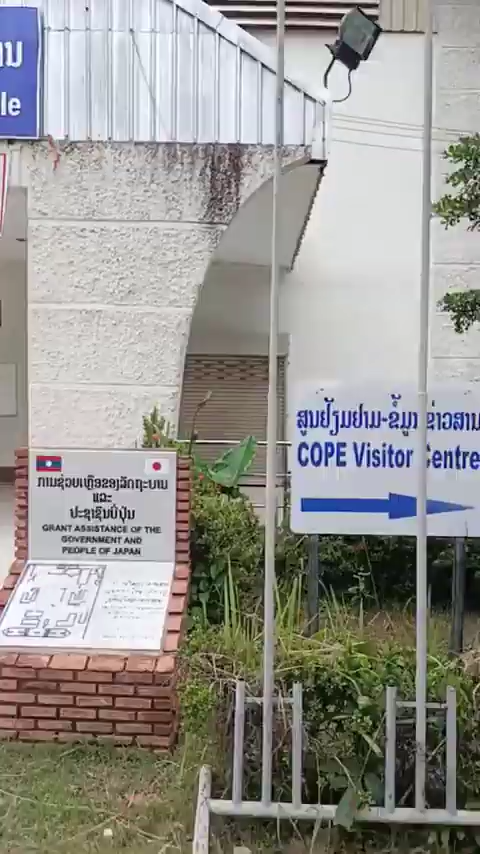 ານ
le
ສູນຢ້ຽມຢາມ-ຂໍ້ມູນຂ່າວສານ
COPE Visitor Centre
ການຊ່ວຍເຫຼືອຂອງລັດຖະບານ
ແລະ
ປະຊາຊົນຍີ່ປຸ່ນ
GRANT ASSISTANCE OF THE
GOVERNMENT AND
PEOPLE OF JAPAN